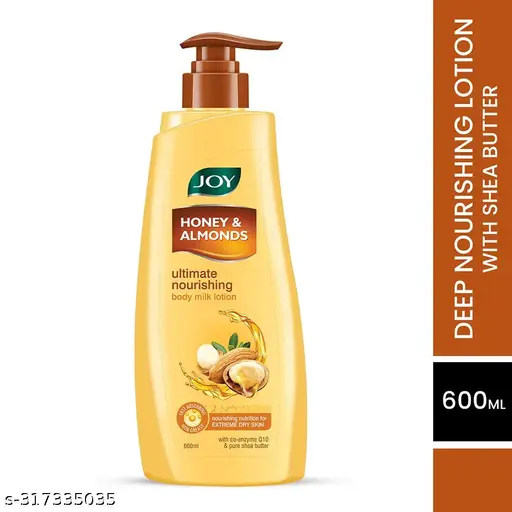 JOY
HONEY &
ALMONDS
ultimate
nourishing
body milk lotion
nourishing nutrition for
EXTREME DRY SKIN
with co-enzyme Q10
& pure shea butter
600ml
DEEP NOURISHING LOTION
WITH SHEA BUTTER
600ML
s-317335035